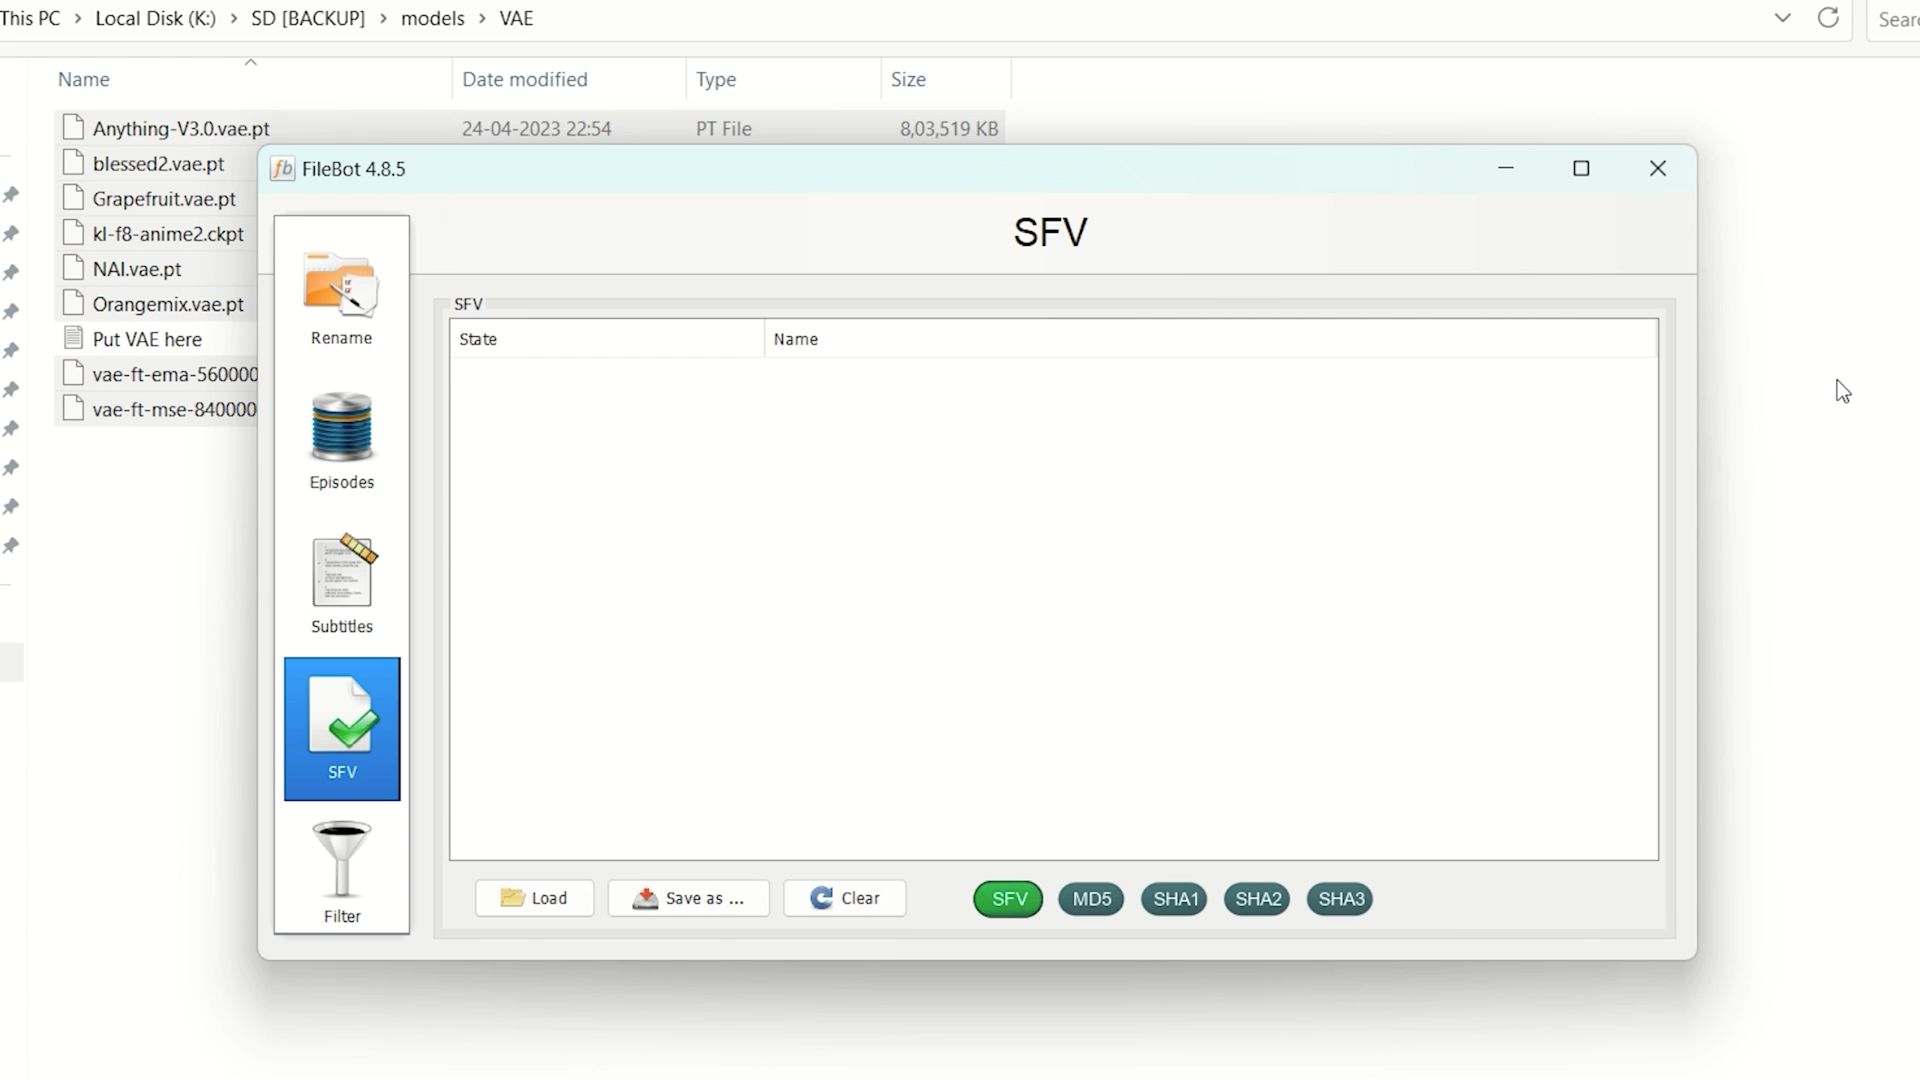 This PC > Local Disk (K:) > SD [BACKUP] > models > VAE
Name
Date modified
Type
Size
Anything-V3.0.vae.pt
24-04-2023 22:54
PT File
8,03,519 KB
blessed2.vae.pt
Grapefruit.vae.pt
kl-f8-anime2.ckpt
NAI.vae.pt
Orangemix.vae.pt
Put VAE here
vae-ft-ema-560000
vae-ft-mse-840000
fb FileBot 4.8.5
SFV
Rename
Episodes
Subtitles
SFV
Filter
SFV
State
Name
Load
Save as ...
Clear
SFV
MD5
SHA1
SHA2
SHA3